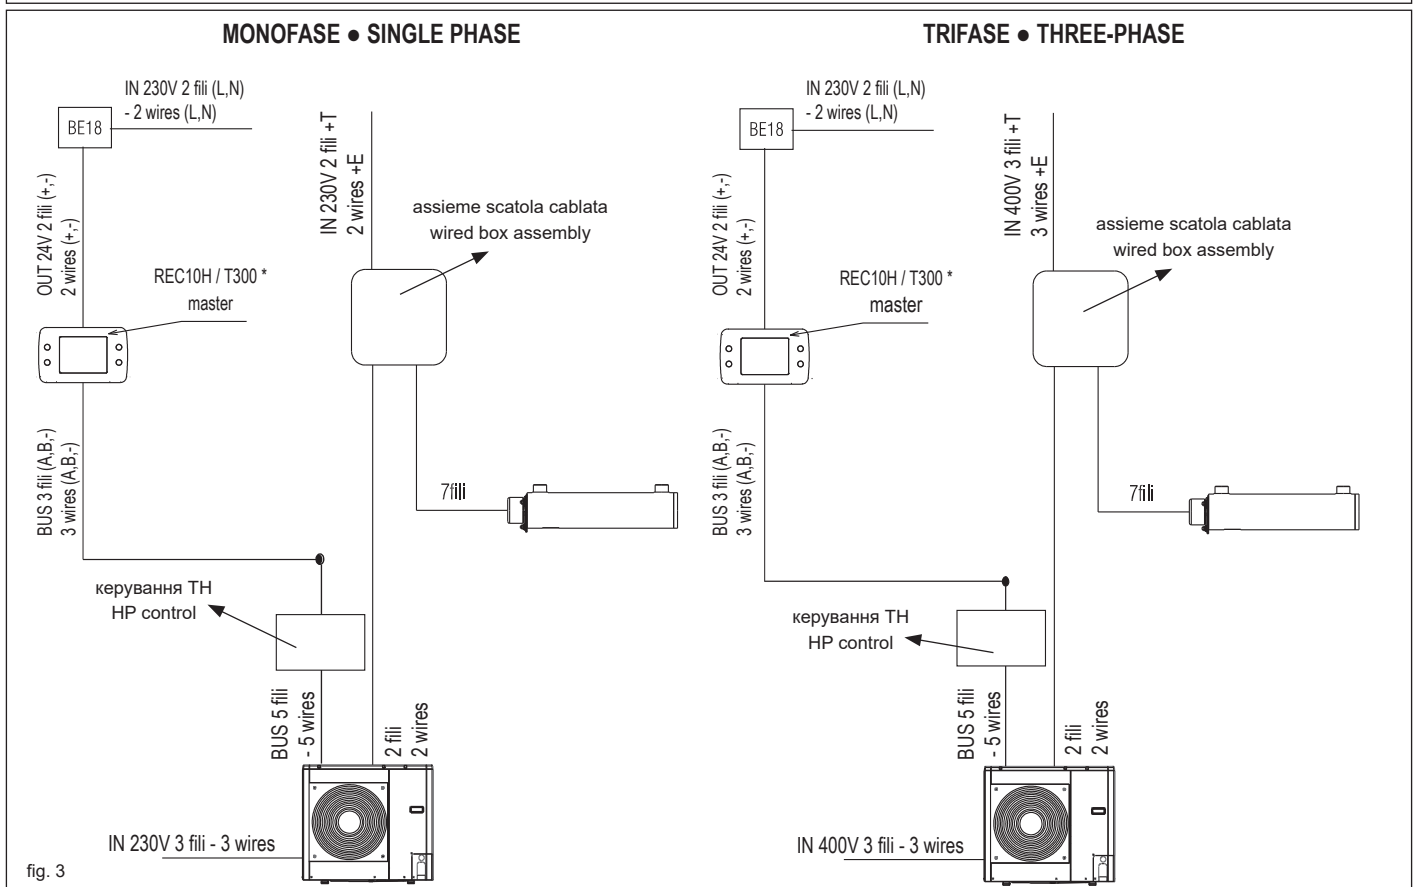 MONOFASE ● SINGLE PHASE
IN 230V 2 fili (L,N)
- 2 wires (L,N)
BE18
OUT 24V 2 fili (+,-)
2 wires (+,-)
IN 230V 2 fili +T
2 wires +E
assieme scatola cablata
wired box assembly
REC10H / T300 *
master
BUS 3 fili (A,B,-)
3 wires (A,B,-)
7fili
керування ТН
HP control
BUS 5 fili
- 5 wires
2 fili
2 wires
IN 230V 3 fili - 3 wires
fig. 3
TRIFASE ● THREE-PHASE
IN 230V 2 fili (L,N)
- 2 wires (L,N)
BE18
OUT 24V 2 fili (+,-)
2 wires (+,-)
IN 400V 3 fili +T
3 wires +E
assieme scatola cablata
wired box assembly
REC10H / T300 *
master
BUS 3 fili (A,B,-)
3 wires (A,B,-)
7fili
керування ТН
HP control
BUS 5 fili
- 5 wires
2 fili
2 wires
IN 400V 3 fili - 3 wires